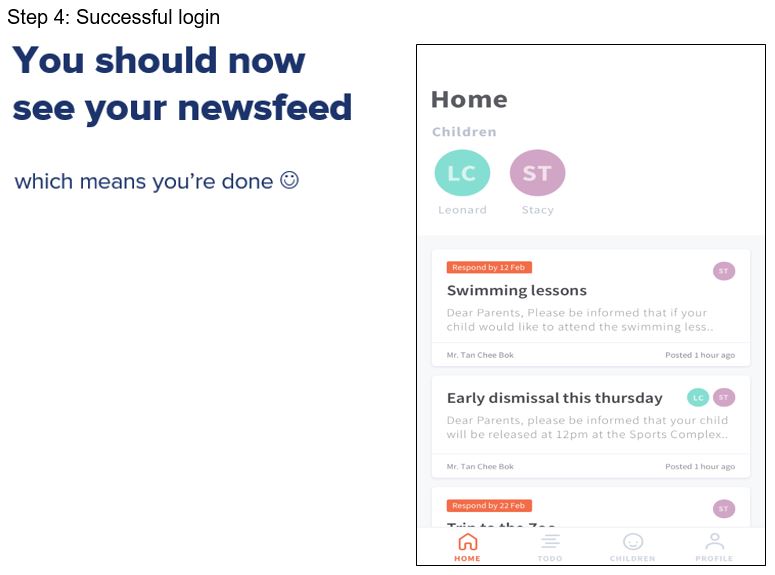 Step 4: Successful login
You should now
see your newsfeed
which means you're done
Home
Children
LC
ST
Leonard
Stacy
Respond by 12 Feb
ST
Swimming lessons
Dear Parents, Please be informed that if your
child would like to attend the swimming less..
Mr. Tan Chee Bok
Posted 1 hour ago
Early dismissal this thursday
LC
ST
Dear Parents, please be informed that your child
will be released at 12pm at the Sports Complex..
Mr. Tan Chee Bok
Posted 1 hour ago
Respond by 22 Feb
ST
Trip to the Zoo
HOME
TODO
CHILDREN
PROFILE